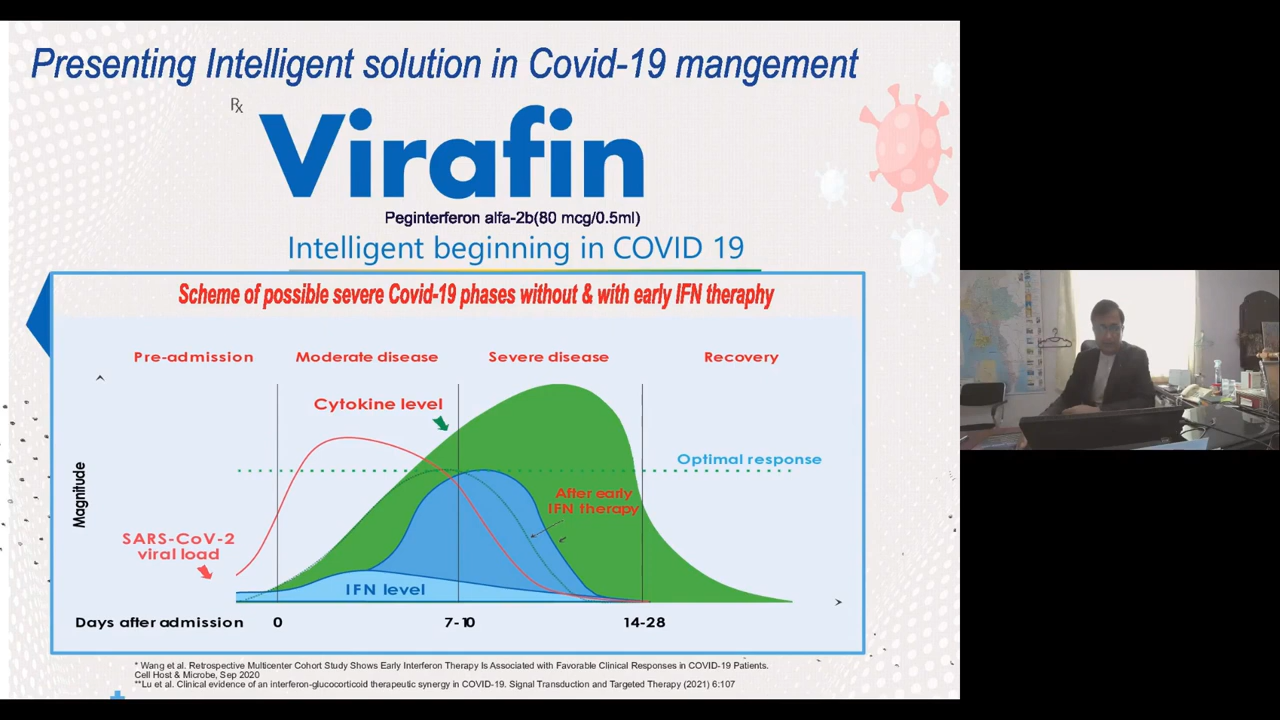 Presenting Intelligent solution in Covid-19 mangement
Rx
Virafin
Peginterferon alfa-2b(80 mcg/0.5ml)
Intelligent beginning in COVID 19
Scheme of possible severe Covid-19 phases without & with early IFN theraphy
Pre-admission Moderate disease Severe disease Recovery
Cytokine level
Optimal response
After early
IFN therapy
Magnitude
SARS-CoV-2
viral load
IFN level
Days after admission 0 7-10 14-28
* Wang et al. Retrospective Multicenter Cohort Study Shows Early Interferon Therapy Is Associated with Favorable Clinical Responses in COVID-19 Patients.
Cell Host & Microbe, Sep 2020
**Lu et al. Clinical evidence of an interferon-glucocorticoid therapeutic synergy in COVID-19. Signal Transduction and Targeted Therapy (2021) 6:107